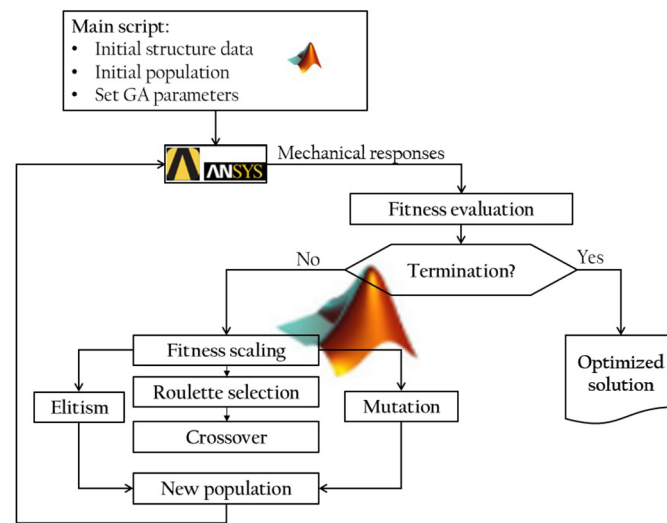 Main script:
• Initial structure data
• Initial population
• Set GA parameters
ANSYS
Mechanical responses
Fitness evaluation
Termination?
No
Yes
Fitness scaling
Optimized
solution
Roulette selection
Elitism
Mutation
Crossover
New population